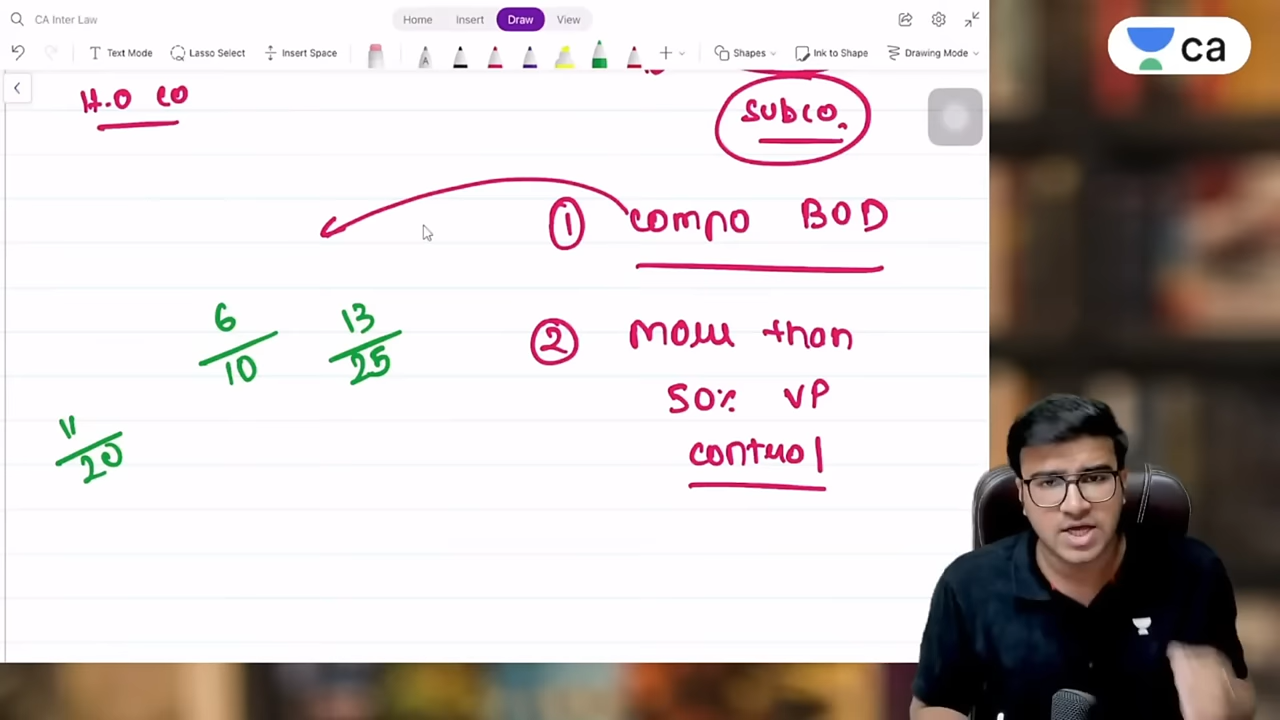 CA Inter Law
Home Insert Draw View
Text Mode Lasso Select Insert Space A Shapes Ink to Shape Drawing Mode
ca
H.O CO
SUBCO.
① compo BOD
6/10 13/25
② more than
50% VP
control
11/20